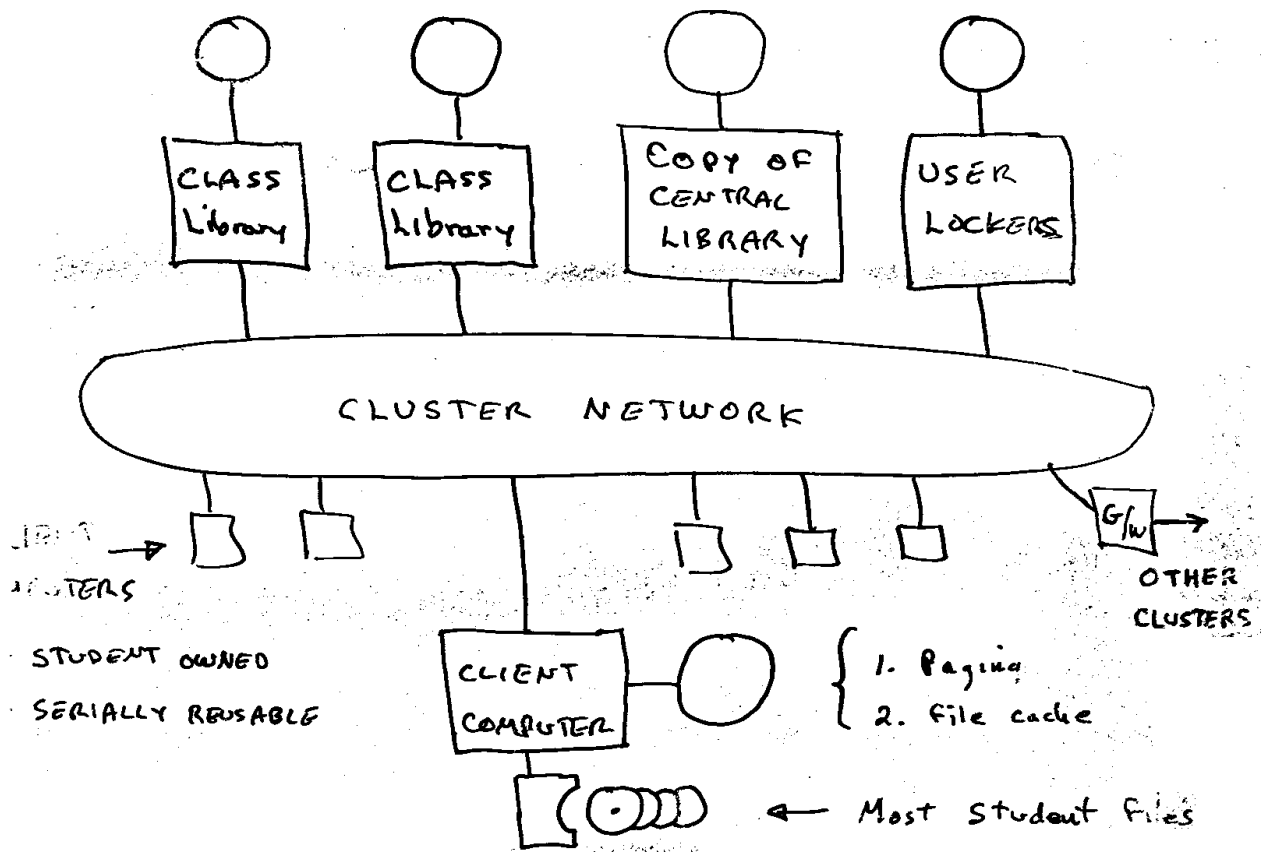 CLASS
Library
CLASS
Library
COPY OF
CENTRAL
LIBRARY
USER
LOCKERS
CLUSTER NETWORK
G/W
OTHER
CLUSTERS
STUDENT OWNED
SERIALLY REUSABLE
CLIENT
COMPUTER
1. Paging
2. File cache
Most Student Files